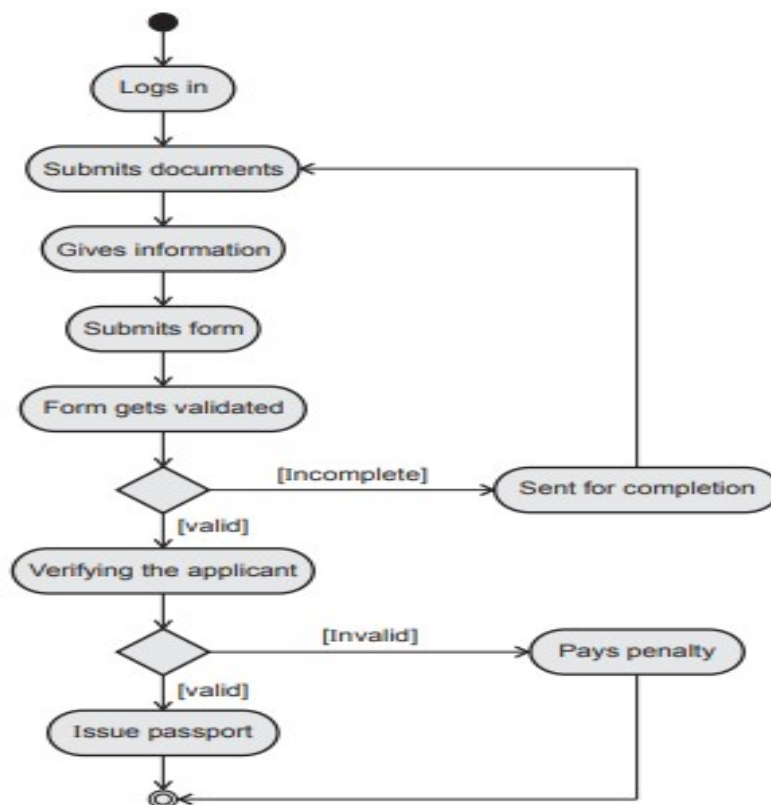 Logs in
Submits documents
Gives information
Submits form
Form gets validated
[Incomplete]
Sent for completion
[valid]
Verifying the applicant
[Invalid]
Pays penalty
[valid]
Issue passport